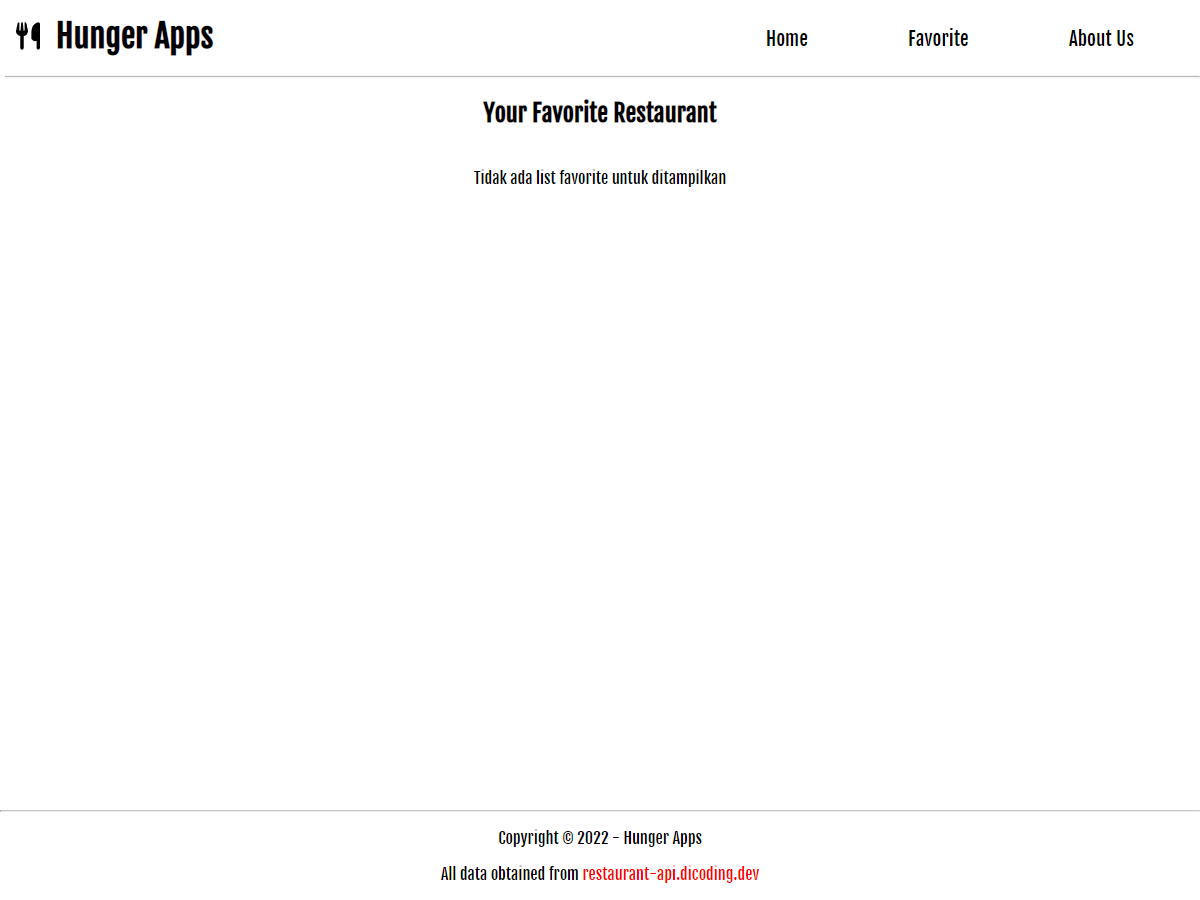 Hunger Apps
Home
Favorite
About Us
Your Favorite Restaurant
Tidak ada list favorite untuk ditampilkan
Copyright © 2022 - Hunger Apps
All data obtained from restaurant-api.dicoding.dev